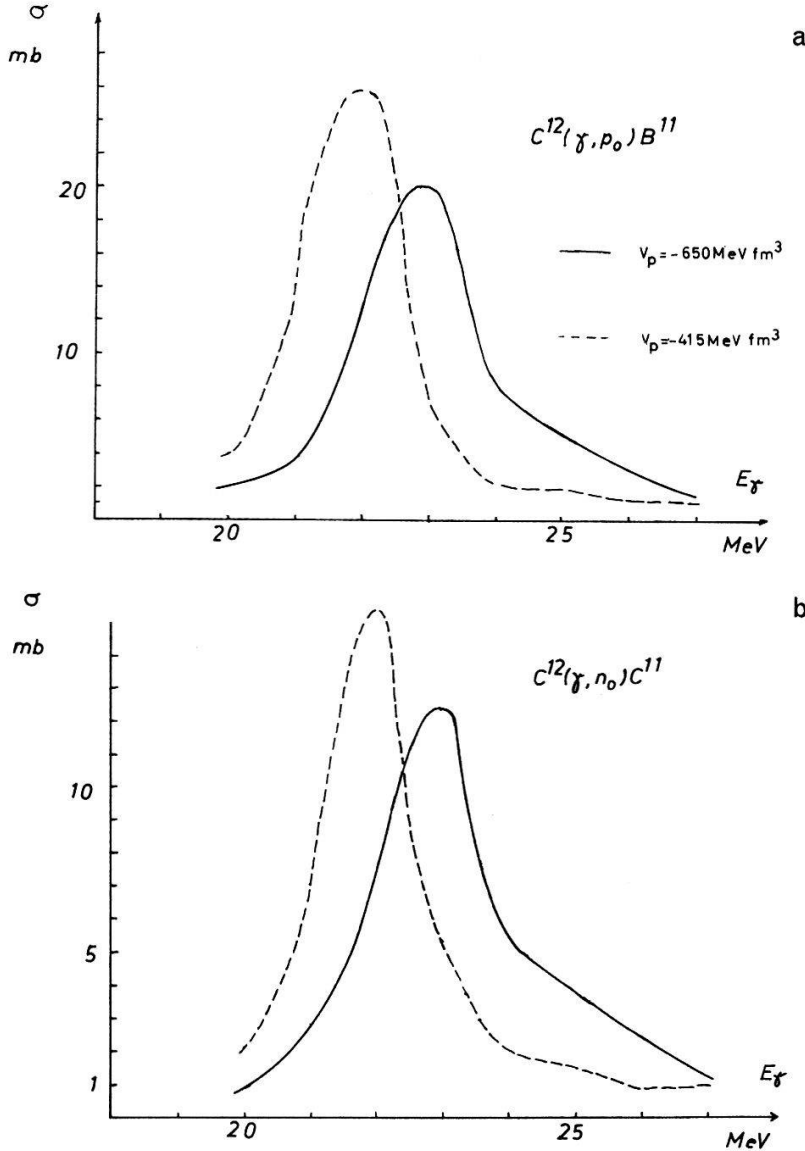 σ
mb
a
C¹²(γ,p₀)B¹¹
20
Vₚ=-650 MeV fm³
Vₚ=-415 MeV fm³
10
Eγ
20
25
MeV
σ
mb
b
C¹²(γ,n₀)C¹¹
10
5
1
Eγ
20
25
MeV